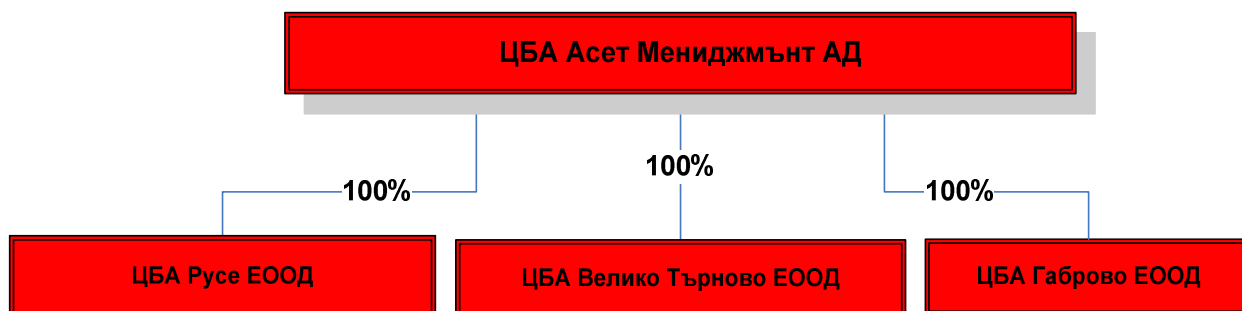 ЦБА Асет Мениджмънт АД
100%
100%
100%
ЦБА Русе ЕООД
ЦБА Велико Търново ЕООД
ЦБА Габрово ЕООД